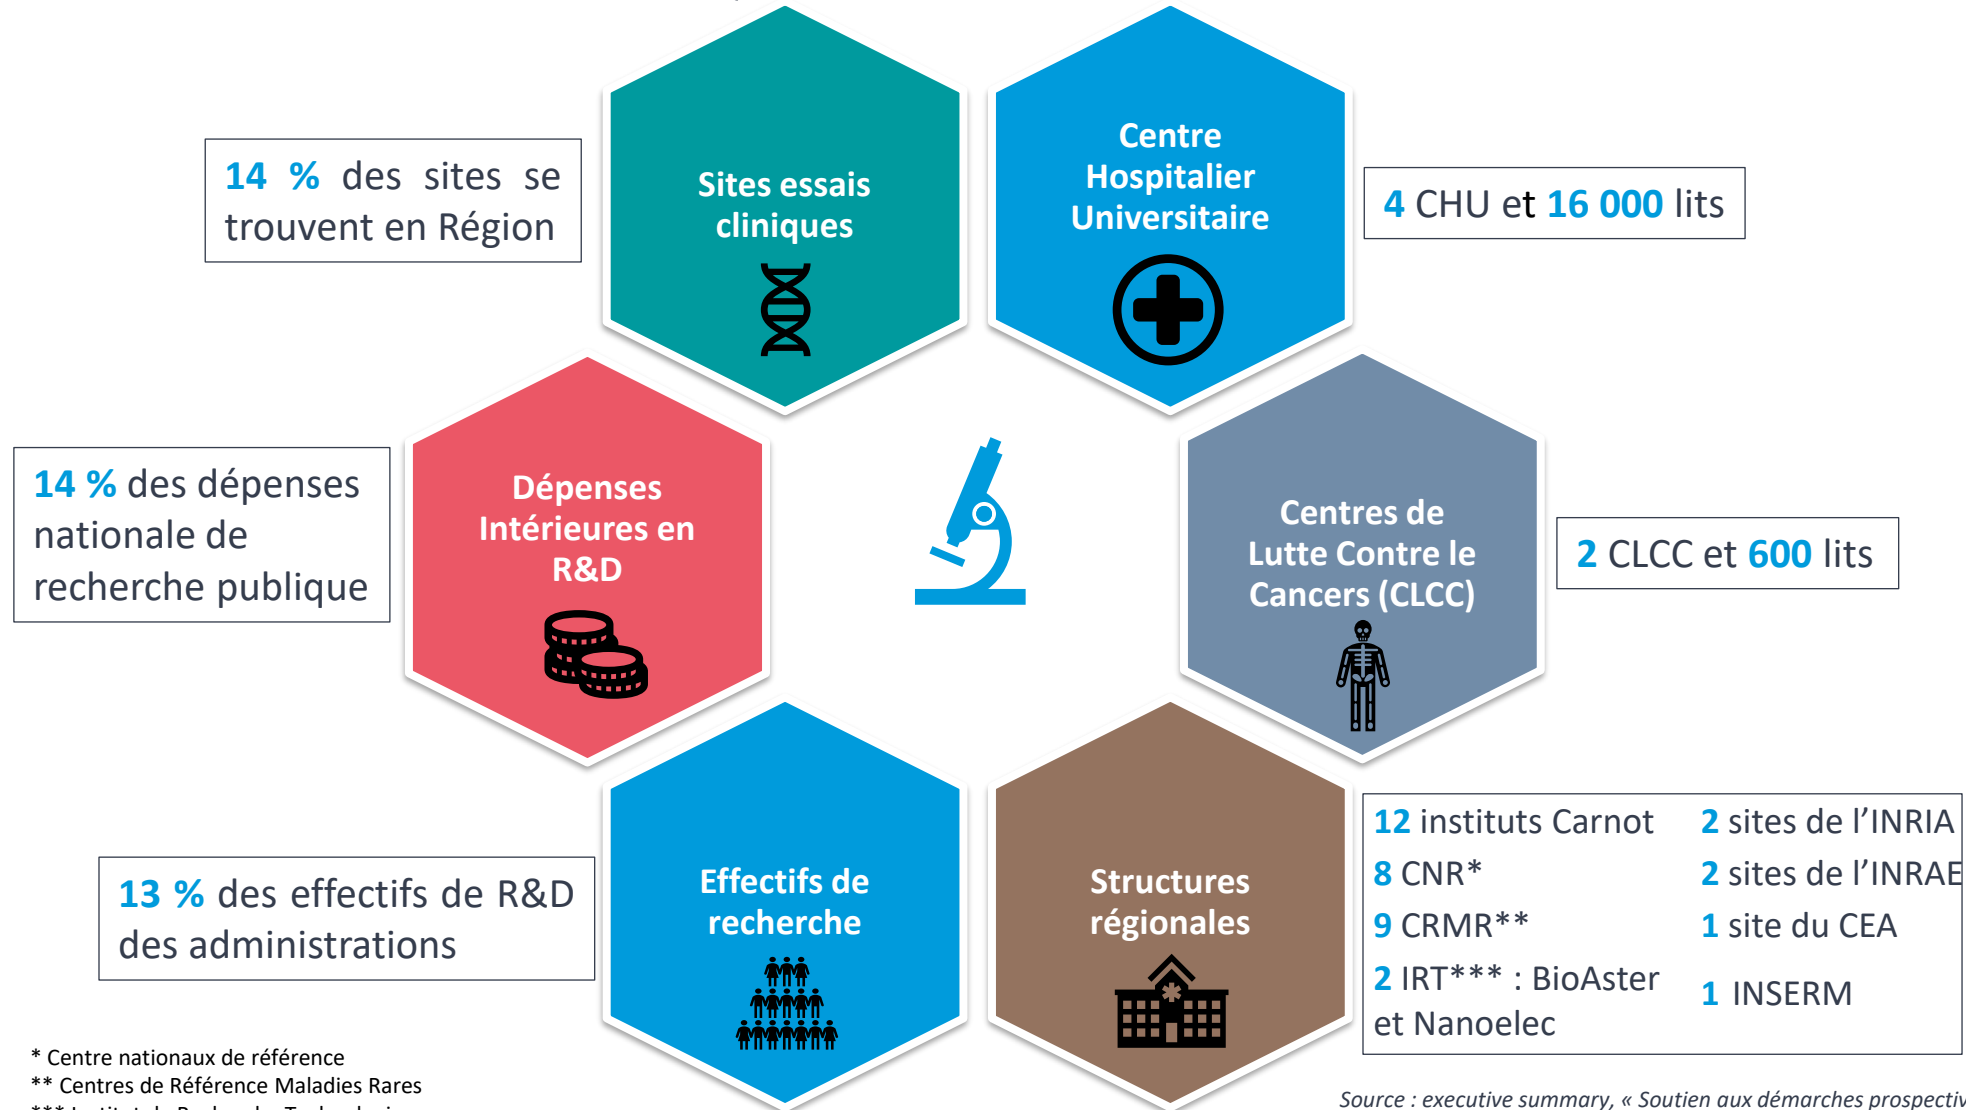 14 % des sites se
trouvent en Région
Sites essais
cliniques
Centre
Hospitalier
Universitaire
4 CHU et 16 000 lits
14 % des dépenses
nationale de
recherche publique
Dépenses
Intérieures en
R&D
Centres de
Lutte Contre le
Cancers (CLCC)
2 CLCC et 600 lits
13 % des effectifs de R&D
des administrations
Effectifs de
recherche
Structures
régionales
12 instituts Carnot
8 CNR*
9 CRMR**
2 IRT*** : BioAster
et Nanoelec
2 sites de l’INRIA
2 sites de l’INRAE
1 site du CEA
1 INSERM
* Centre nationaux de référence
** Centres de Référence Maladies Rares
Source : executive summary, « Soutien aux démarches